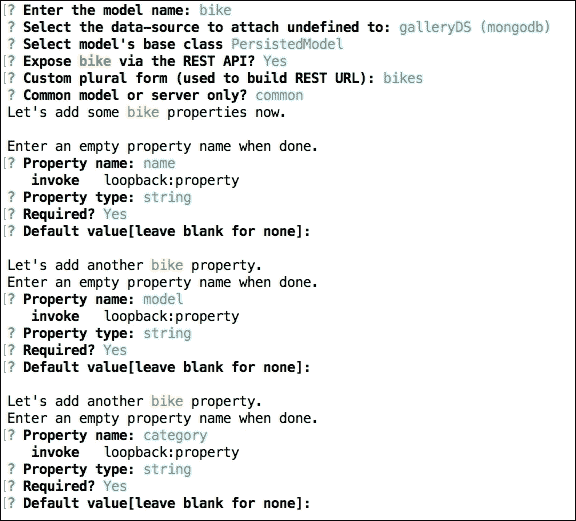 [? Enter the model name: bike
? Select the data-source to attach undefined to: galleryDS (mongodb)
? Select model's base class PersistedModel
[? Expose bike via the REST API? Yes
[? Custom plural form (used to build REST URL): bikes
? Common model or server only? common
Let's add some bike properties now.

Enter an empty property name when done.
[? Property name: name
invoke loopback:property
? Property type: string
[? Required? Yes
[? Default value[leave blank for none]:

Let's add another bike property.
Enter an empty property name when done.
[? Property name: model
invoke loopback:property
? Property type: string
[? Required? Yes
[? Default value[leave blank for none]:

Let's add another bike property.
Enter an empty property name when done.
[? Property name: category
invoke loopback:property
? Property type: string
[? Required? Yes
[? Default value[leave blank for none]: